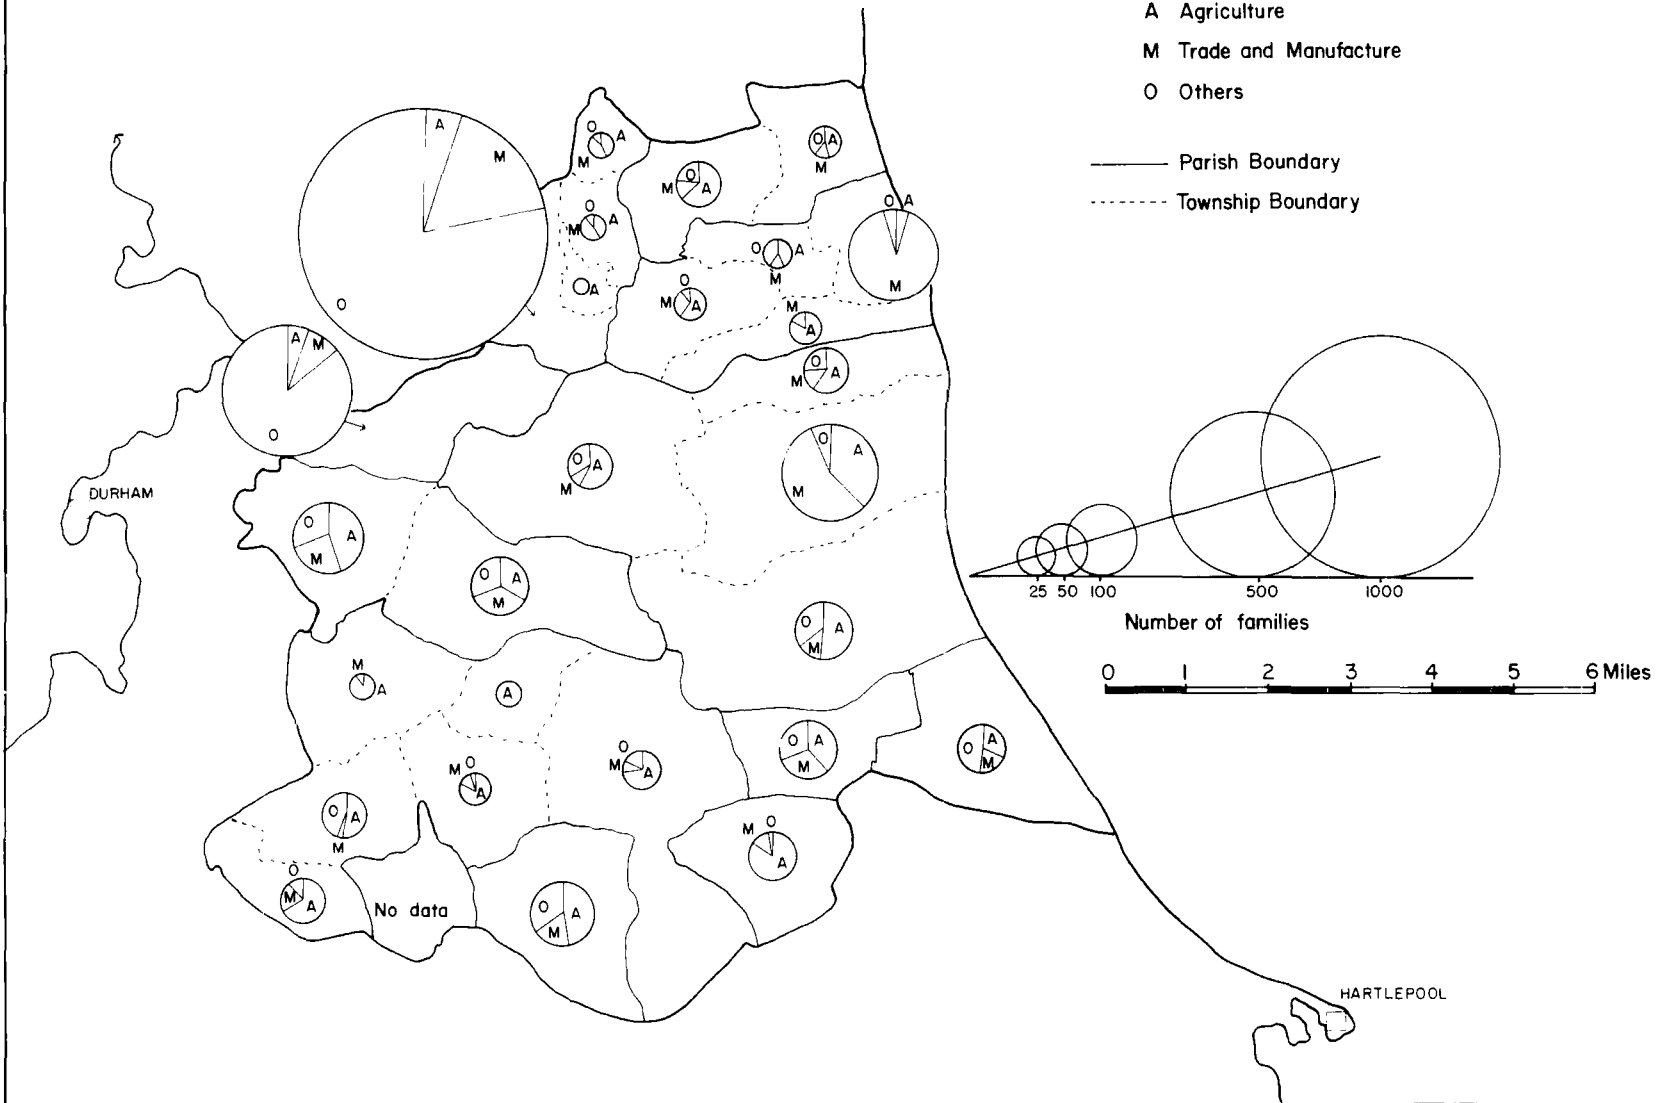 A Agriculture
M Trade and Manufacture
O Others
Parish Boundary
Township Boundary
A
M
O
O
A
M
O
A
M
A
O
M
A
O
A
M
O
A
M
O
A
M
O
M
A
M
A
O
M
A
A
M
O
O
A
M
O
A
M
DURHAM
O
A
M
O
A
M
O
A
M
M
A
A
O
A
M
O
A
M
M
O
A
O
M
A
O
A
M
M
O
A
O
M
A
No data
O
A
M
25 50 100 500 1000
Number of families
0 1 2 3 4 5 6 Miles
HARTLEPOOL